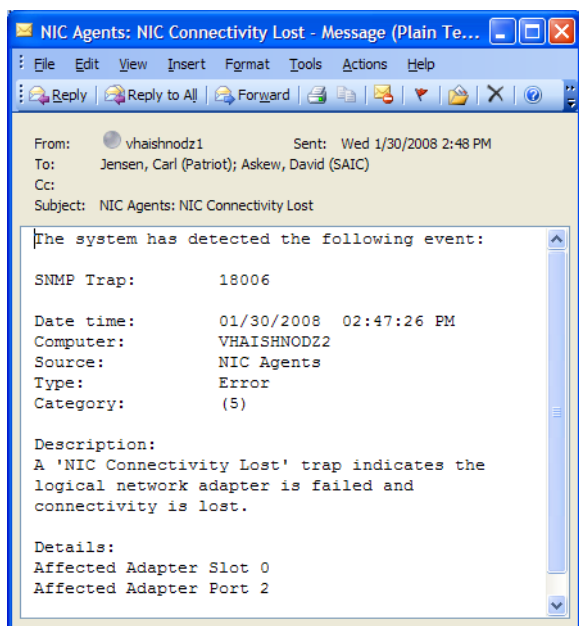 NIC Agents: NIC Connectivity Lost - Message (Plain Te...
File Edit View Insert Format Tools Actions Help
Reply Reply to All Forward
From: vhaishnodz1 Sent: Wed 1/30/2008 2:48 PM
To: Jensen, Carl (Patriot); Askew, David (SAIC)
Cc:
Subject: NIC Agents: NIC Connectivity Lost
The system has detected the following event:
SNMP Trap: 18006
Date time: 01/30/2008 02:47:26 PM
Computer: VHAISHNODZ2
Source: NIC Agents
Type: Error
Category: (5)
Description:
A 'NIC Connectivity Lost' trap indicates the
logical network adapter is failed and
connectivity is lost.
Details:
Affected Adapter Slot 0
Affected Adapter Port 2